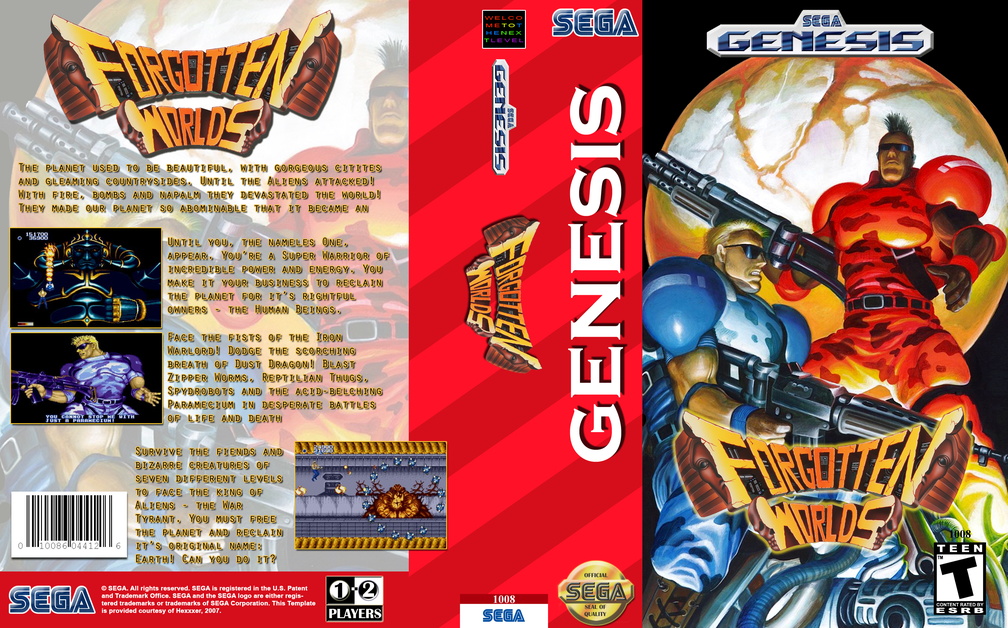 FORGOTTEN
WORLDS
THE PLANET USED TO BE BEAUTIFUL, WITH GORGEOUS CITITES
AND GLEAMING COUNTRYSIDES. UNTIL THE ALIENS ATTACKED!
WITH FIRE, BOMBS AND NAPALM THEY DEVASTATED THE WORLD!
THEY MADE OUR PLANET SO ABOMINABLE THAT IT BECAME AN
151700
36900
UNTIL YOU, THE NAMELES ONE,
APPEAR. YOU'RE A SUPER WARRIOR OF
INCREDIBLE POWER AND ENERGY. YOU
MAKE IT YOUR BUSINESS TO RECLAIN
THE PLANET FOR IT'S RIGHTFUL
OWNERS - THE HUMAN BEINGS.
FACE THE FISTS OF THE IRON
WARLORD! DODGE THE SCORCHING
BREATH OF DUST DRAGON! BLAST
ZIPPER WORMS, REPTILIAN THUGS,
SPYDROBOTS AND THE ACID-BELCHING
PARAMECIUM IN DESPERATE BATTLES
OF LIFE AND DEATH
YOU CANNOT STOP ME WITH
JUST A PARAMECIUM!
SURVIVE THE FIENDS AND
BIZARRE CREATURES OF
SEVEN DIFFERENT LEVELS
TO FACE THE KING OF
ALIENS - THE WAR
TYRANT. YOU MUST FREE
THE PLANET AND RECLAIN
IT'S ORIGINAL NAME:
EARTH! CAN YOU DO IT?
0 10086 04412 6
SEGA
© SEGA. All rights reserved. SEGA is registered in the U.S. Patent
and Trademark Office. SEGA and the SEGA logo are either regis-
tered trademarks or trademarks of SEGA Corporation. This Template
is provided courtesy of Hexxxer, 2007.
1-2
PLAYERS
WELCO
METOT
HENEX
TLEVEL
SEGA
SEGA
GENESIS
GENESIS
FORGOTTEN
WORLDS
OFFICIAL
SEGA
SEAL OF
QUALITY
1008
SEGA
SEGA
GENESIS
FORGOTTEN
WORLDS
1008
TEEN
T
CONTENT RATED BY
ESRB